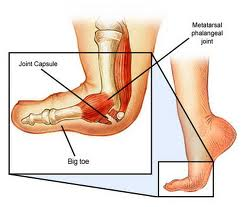 Metatarsal
phalangeal
joint
Joint Capsule
Big toe